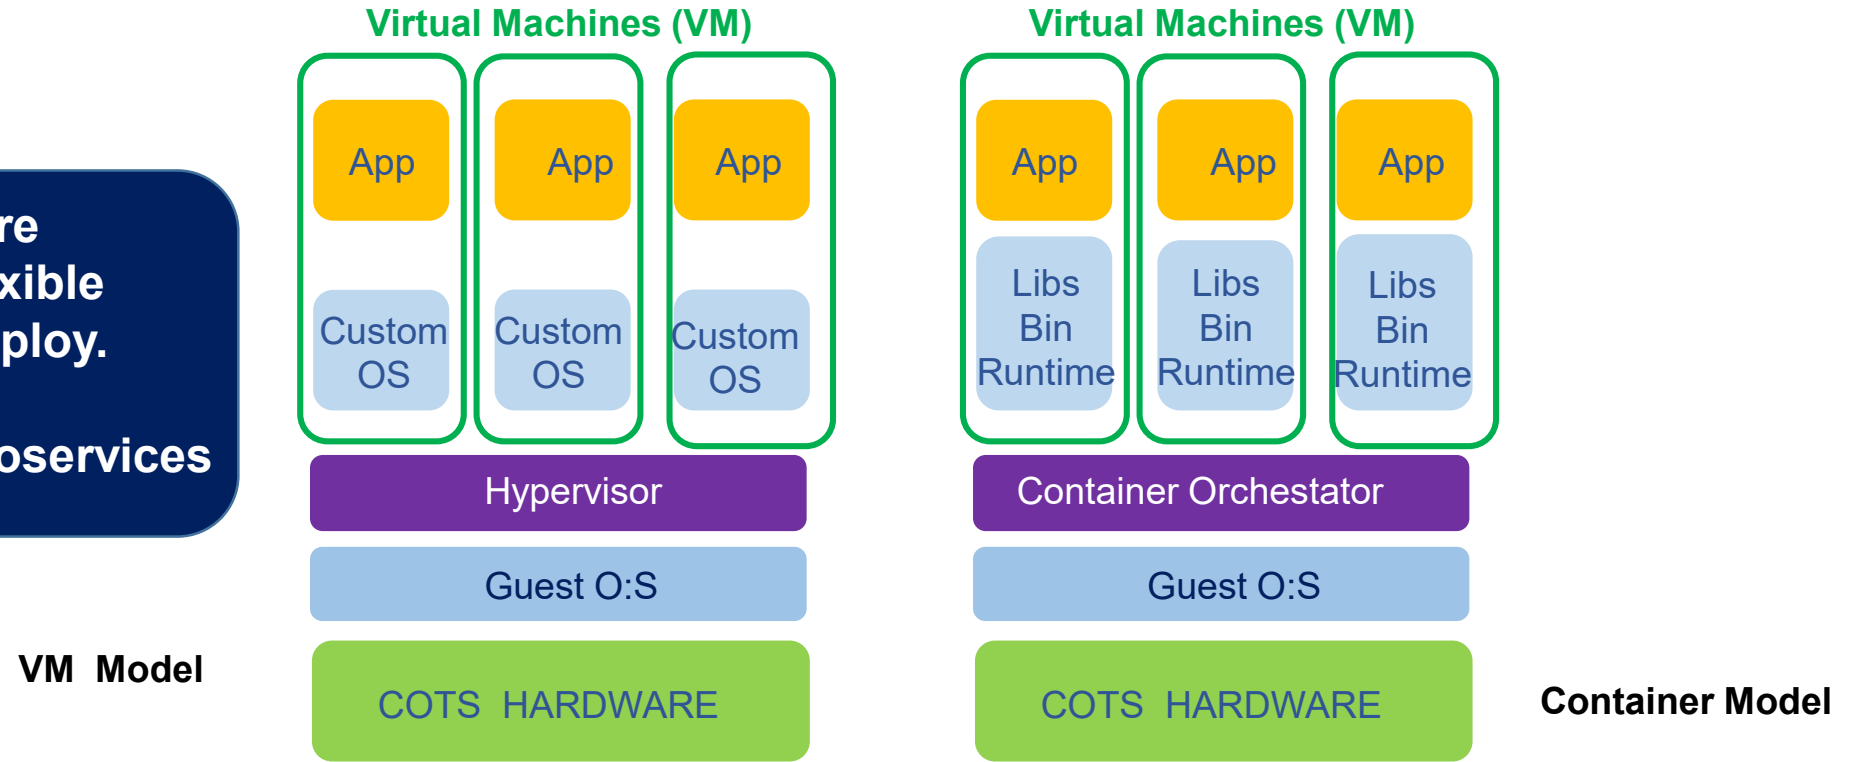 re
xible
ploy.
oservices
VM  Model
Virtual Machines (VM)
App
App
App
Custom
OS
Custom
OS
Custom
OS
Hypervisor
Guest O:S
COTS  HARDWARE
Virtual Machines (VM)
App
App
App
Libs
Bin
Runtime
Libs
Bin
Runtime
Libs
Bin
Runtime
Container Orchestator
Guest O:S
COTS  HARDWARE
Container Model